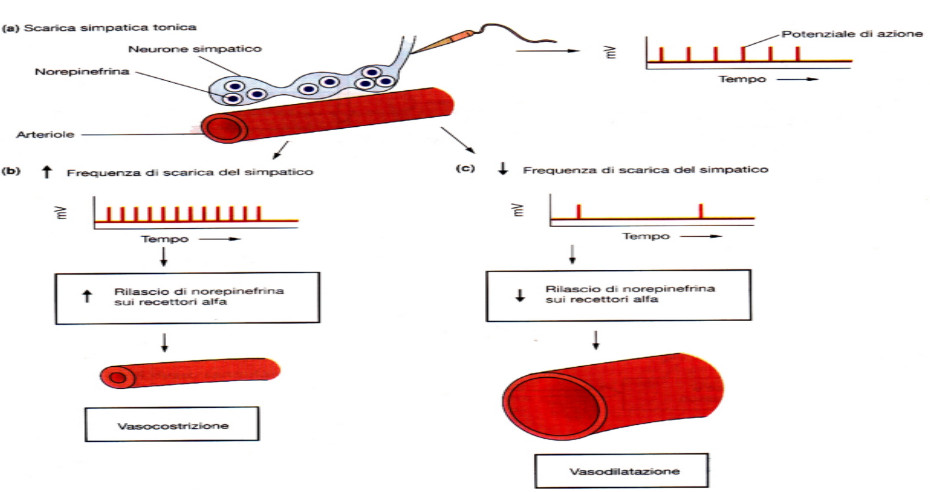 (a) Scarica simpatica tonica
Neurone simpatico
Norepinefrina
Arteriole
mV
Potenziale di azione
Tempo
(b) ↑ Frequenza di scarica del simpatico
mV
Tempo
↑ Rilascio di norepinefrina
sui recettori alfa
Vasocostrizione
(c) ↓ Frequenza di scarica del simpatico
mV
Tempo
↓ Rilascio di norepinefrina
sui recettori alfa
Vasodilatazione